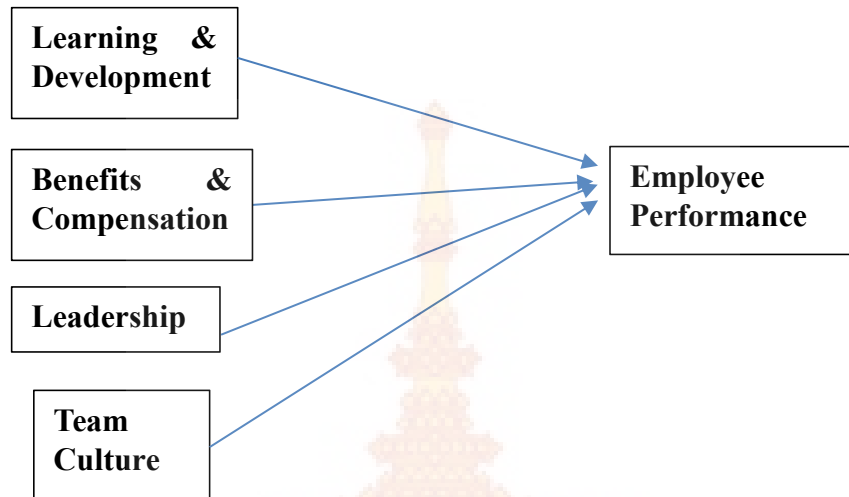 Learning &
Development
Benefits &
Compensation
Employee
Performance
Leadership
Team
Culture